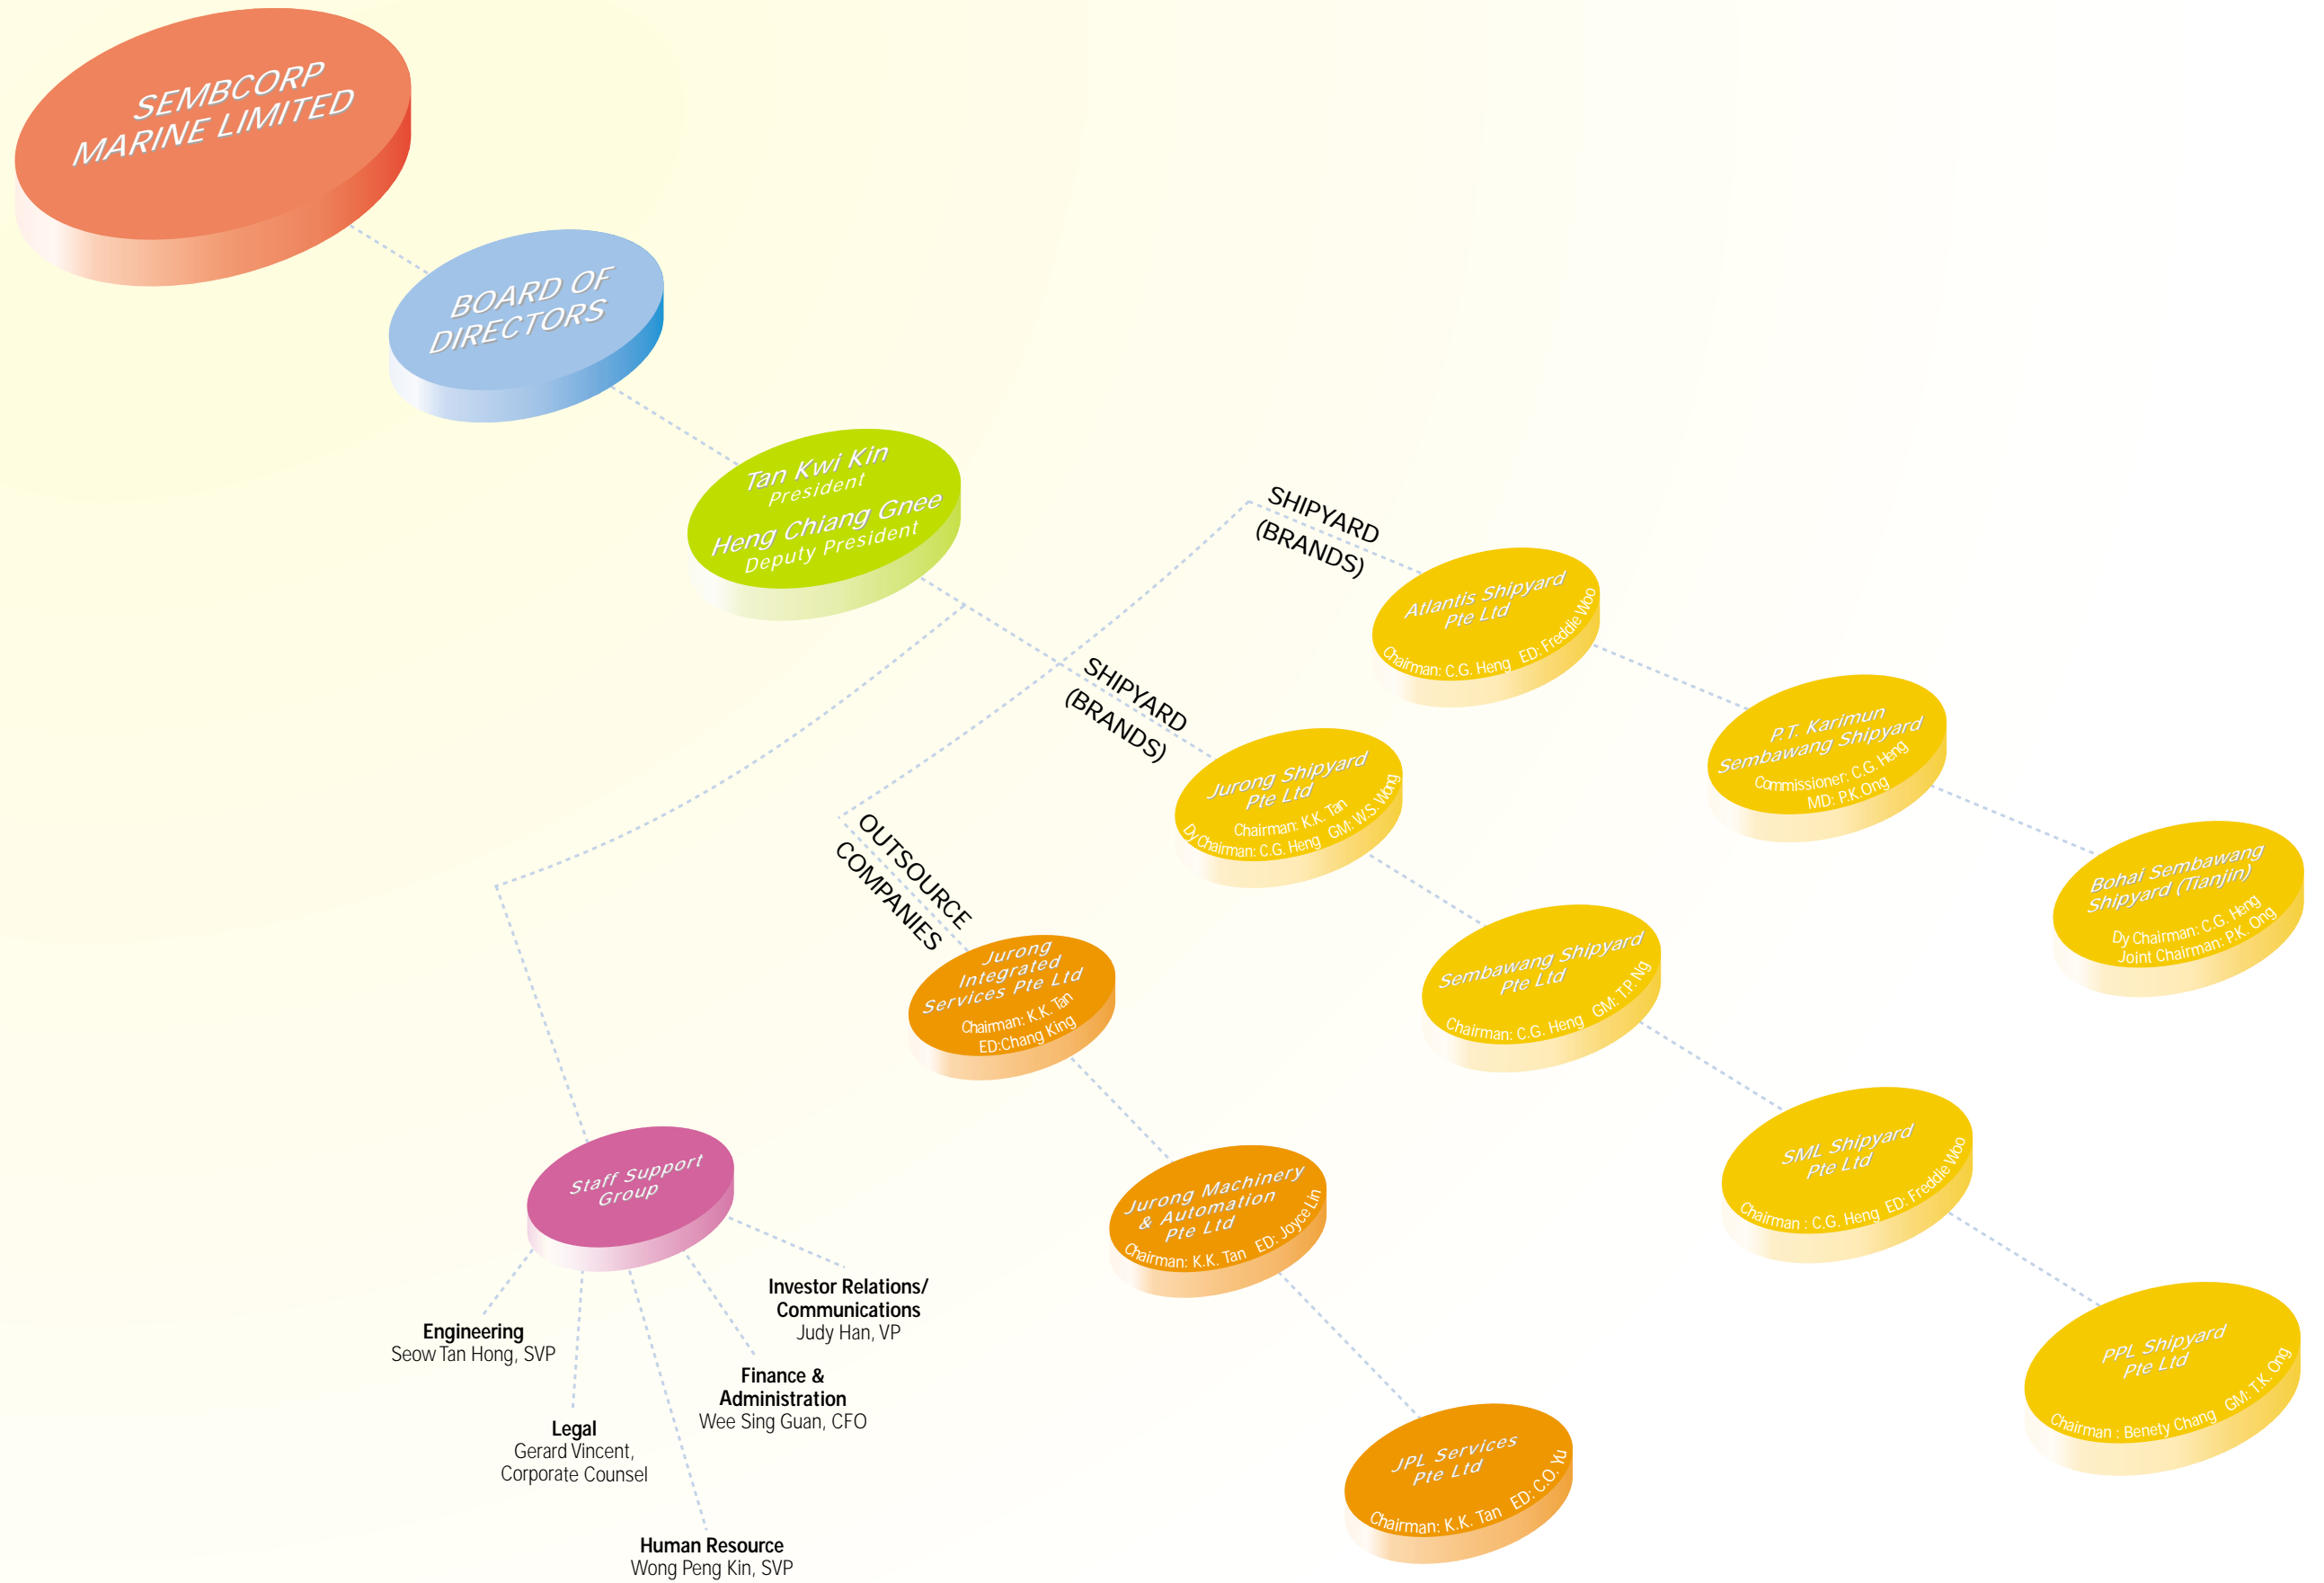 SEMBCORP
MARINE LIMITED
BOARD OF
DIRECTORS
Tan Kwi Kin
President
Heng Chiang Gnee
Deputy President
SHIPYARD
(BRANDS)
Atlantis Shipyard
Pte Ltd
Chairman: C.G. Heng ED: Freddie Woo
P.T. Karimun
Sembawang Shipyard
Commissioner: C.G. Heng
MD: P.K.Ong
Bohai Sembawang
Shipyard (Tianjin)
Dy Chairman: C.G. Heng
Joint Chairman: P.K. Ong
SHIPYARD
(BRANDS)
Jurong Shipyard
Pte Ltd
Chairman: K.K. Tan
Dy Chairman: C.G. Heng GM: W.S. Wong
Sembawang Shipyard
Pte Ltd
Chairman: C.G. Heng GM: T.P. Ng
SML Shipyard
Pte Ltd
Chairman : C.G. Heng ED: Freddie Woo
PPL Shipyard
Pte Ltd
Chairman : Benety Chang GM: T.K. Ong
OUTSOURCE
COMPANIES
Jurong
Integrated
Services Pte Ltd
Chairman: K.K. Tan
ED:Chang King
Jurong Machinery
& Automation
Pte Ltd
Chairman: K.K. Tan ED: Joyce Lin
JPL Services
Pte Ltd
Chairman: K.K. Tan ED: C.O. Yu
Staff Support
Group
Engineering
Seow Tan Hong, SVP
Legal
Gerard Vincent,
Corporate Counsel
Human Resource
Wong Peng Kin, SVP
Finance &
Administration
Wee Sing Guan, CFO
Investor Relations/
Communications
Judy Han, VP